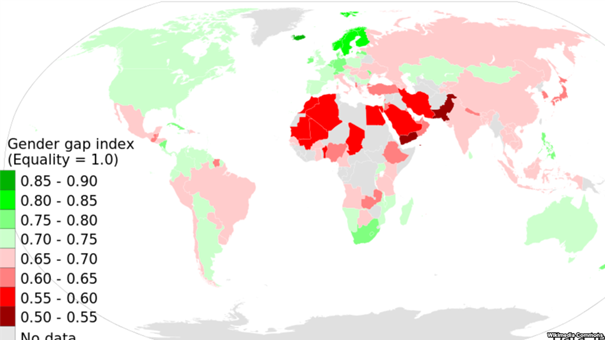 Gender gap index
(Equality = 1.0)
0.85 - 0.90
0.80 - 0.85
0.75 - 0.80
0.70 - 0.75
0.65 - 0.70
0.60 - 0.65
0.55 - 0.60
0.50 - 0.55
No data
Wikimedia Commons